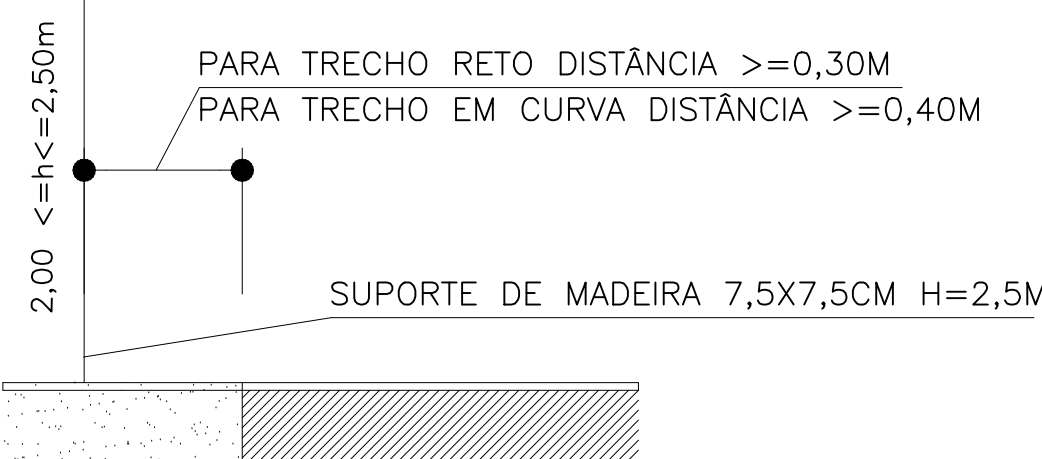 2,00 <=h<=2,50m
PARA TRECHO RETO DISTÂNCIA >=0,30M
PARA TRECHO EM CURVA DISTÂNCIA >=0,40M
SUPORTE DE MADEIRA 7,5X7,5CM H=2,5M